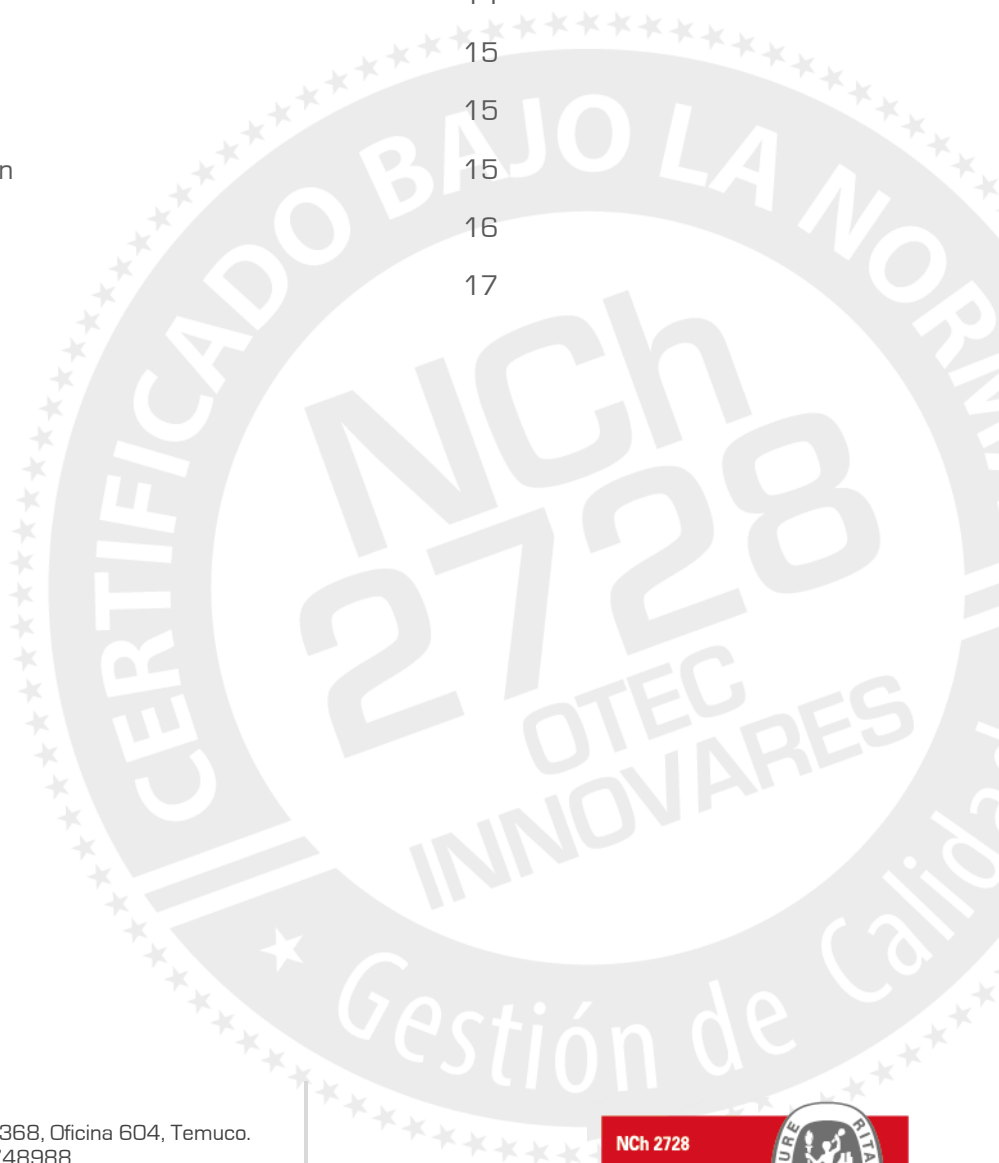 15
15
n 15
16
17
CERTIFICADO BAJO LA NORMA
NCh
2728
OTEC
INNOVARES
Gestión de Calidad
368, Oficina 604, Temuco.
748988
NCh 2728